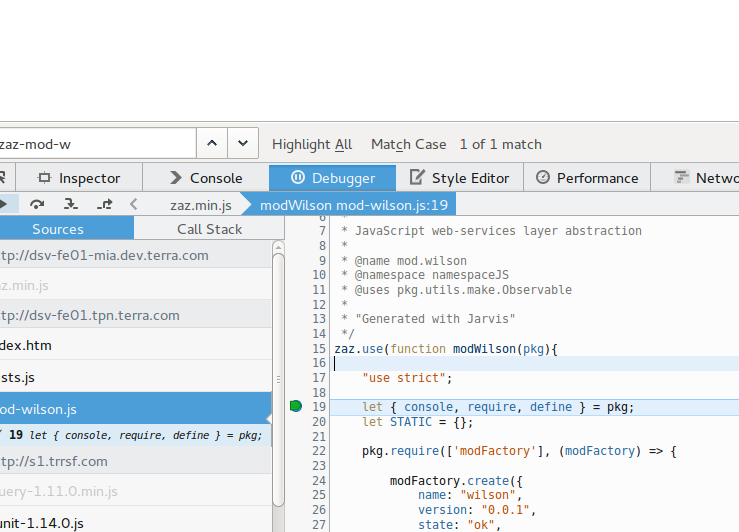 zaz-mod-w Highlight All Match Case 1 of 1 match
Inspector Console Debugger Style Editor Performance Netwo
zaz.min.js modWilson mod-wilson.js:19
Sources Call Stack
tp://dsv-fe01-mia.dev.terra.com
az.min.js
tp://dsv-fe01.tpn.terra.com
dex.htm
sts.js
od-wilson.js
19 let { console, require, define } = pkg;
tp://s1.trrsf.com
uery-1.11.0.min.js
unit-1.14.0.js
6 *
7 * JavaScript web-services layer abstraction
8 *
9 * @name mod.wilson
10 * @namespace namespaceJS
11 * @uses pkg.utils.make.Observable
12 *
13 * "Generated with Jarvis"
14 */
15 zaz.use(function modWilson(pkg){
16
17 "use strict";
18
19 let { console, require, define } = pkg;
20 let STATIC = {};
21
22 pkg.require(['modFactory'], (modFactory) => {
23
24 modFactory.create({
25 name: "wilson",
26 version: "0.0.1",
27 state: "ok",